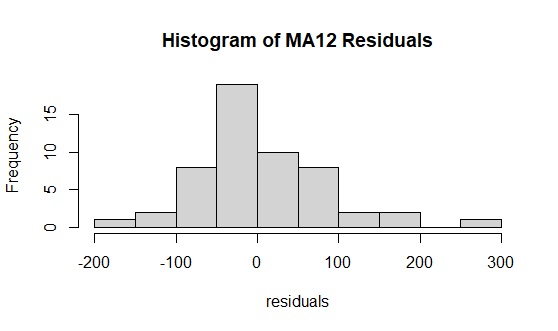 Histogram of MA12 Residuals
Frequency
15
10
5
0
-200 -100 0 100 200 300
residuals